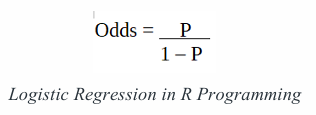 Odds = P
1 – P
Logistic Regression in R Programming